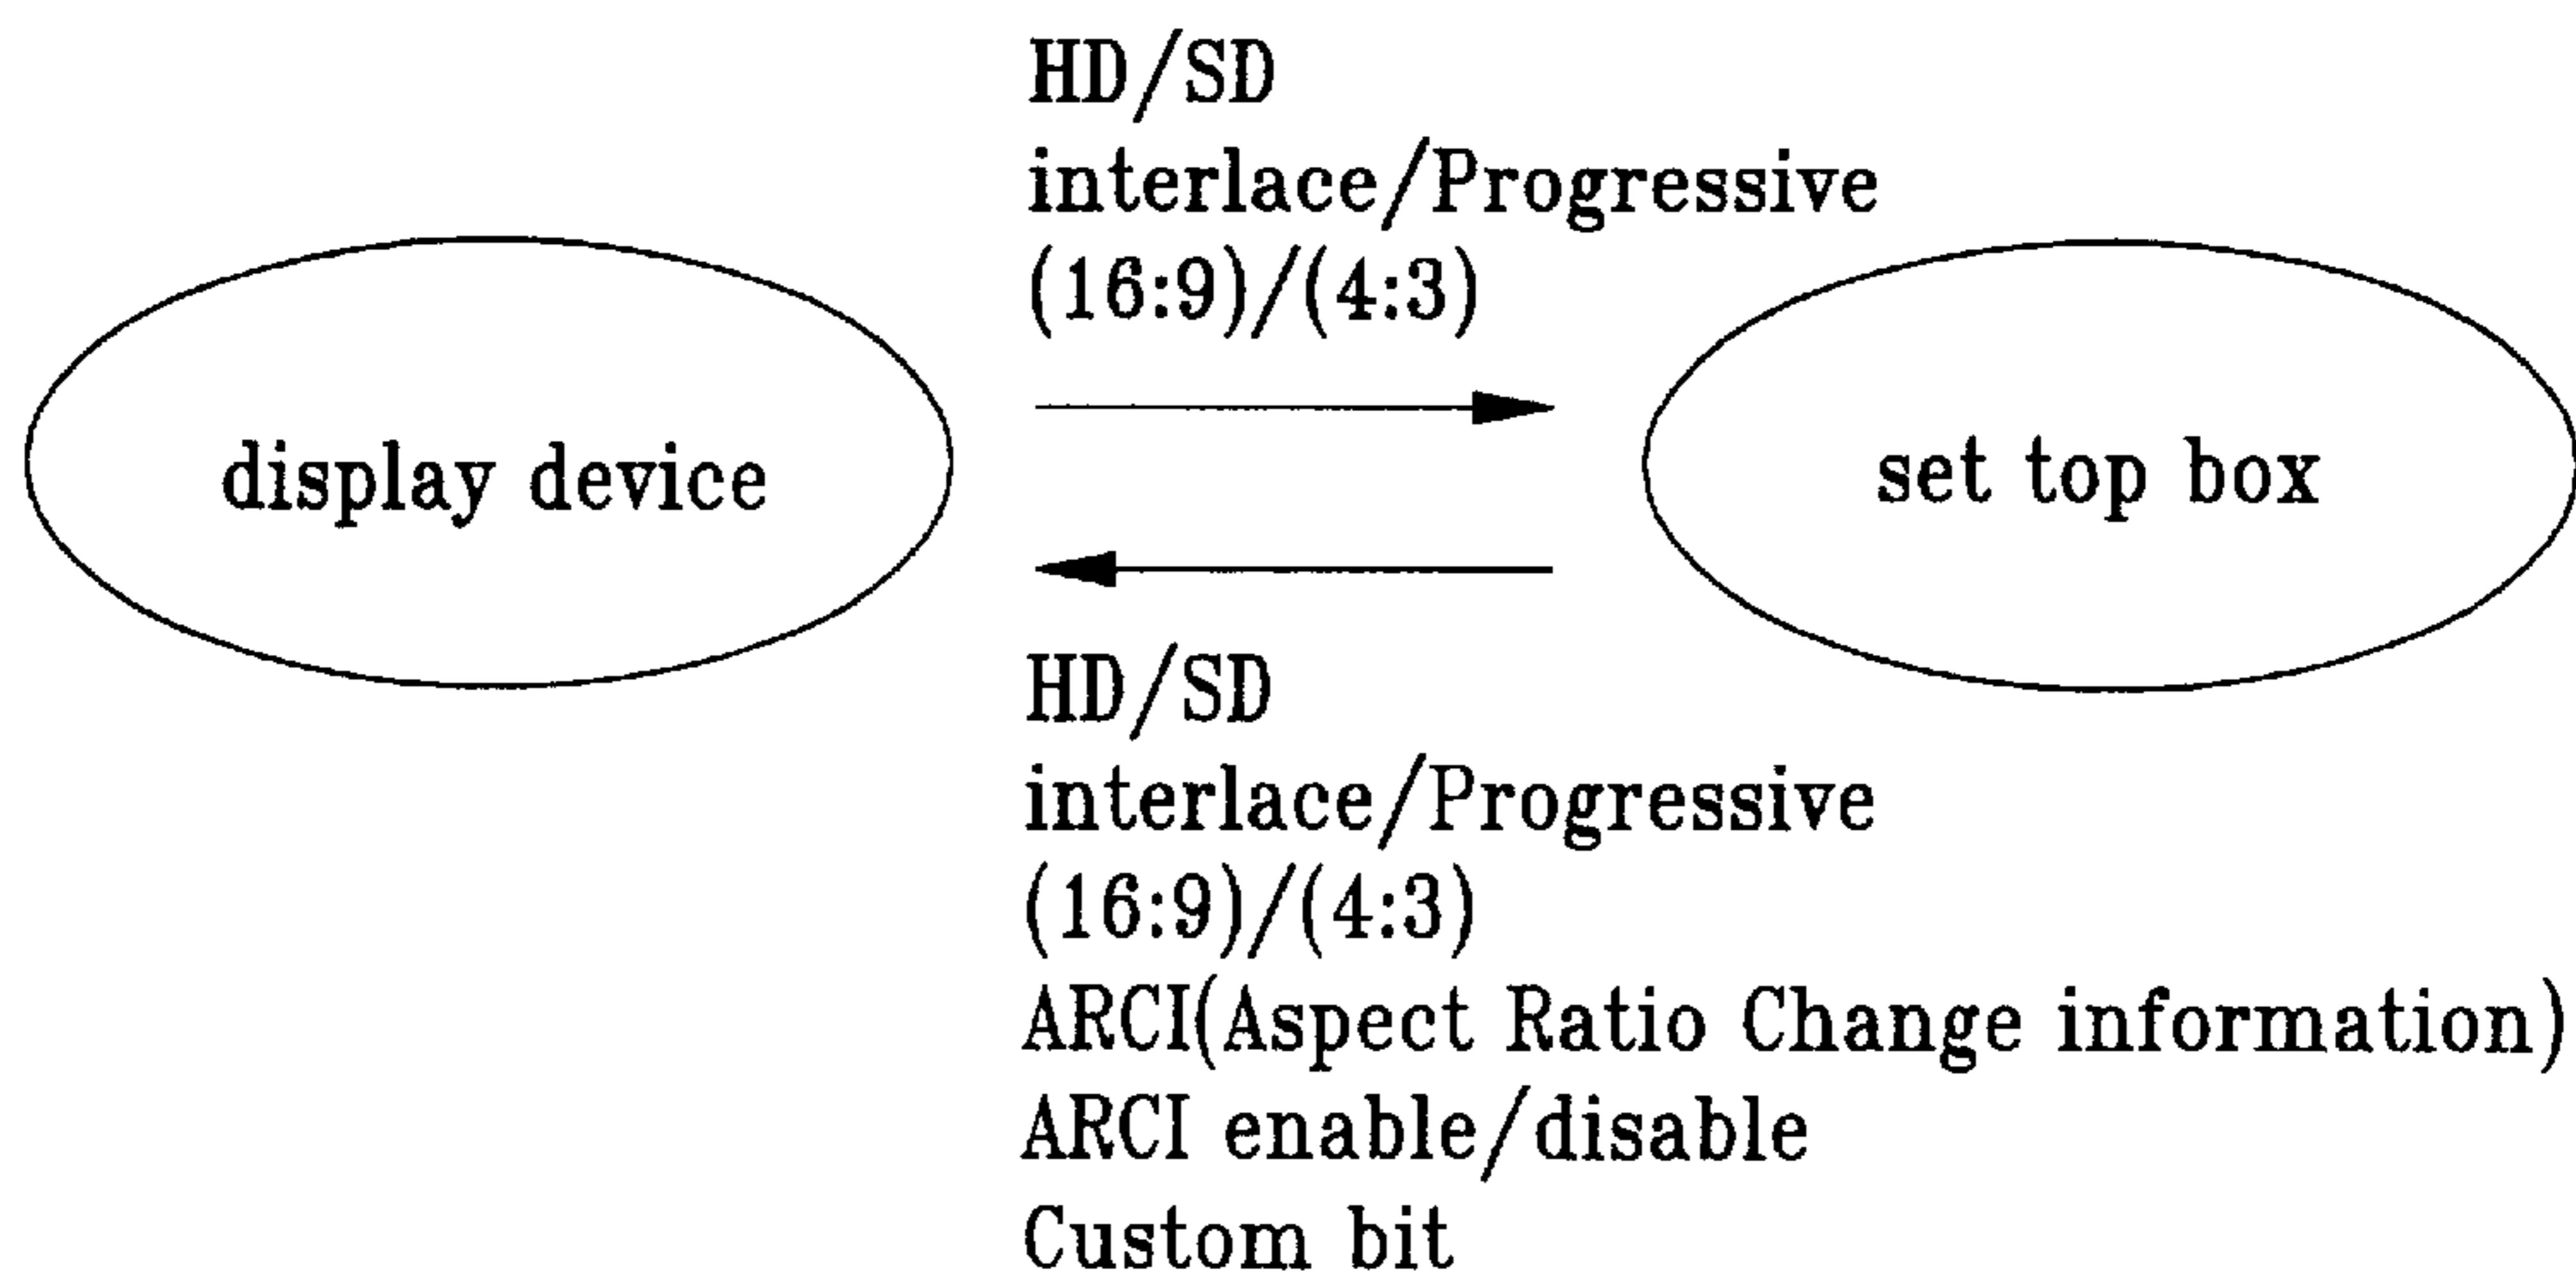 HD/SD
interlace/Progressive
(16:9)/(4:3)
display device
set top box
HD/SD
interlace/Progressive
(16:9)/(4:3)
ARCI(Aspect Ratio Change information)
ARCI enable/disable
Custom bit